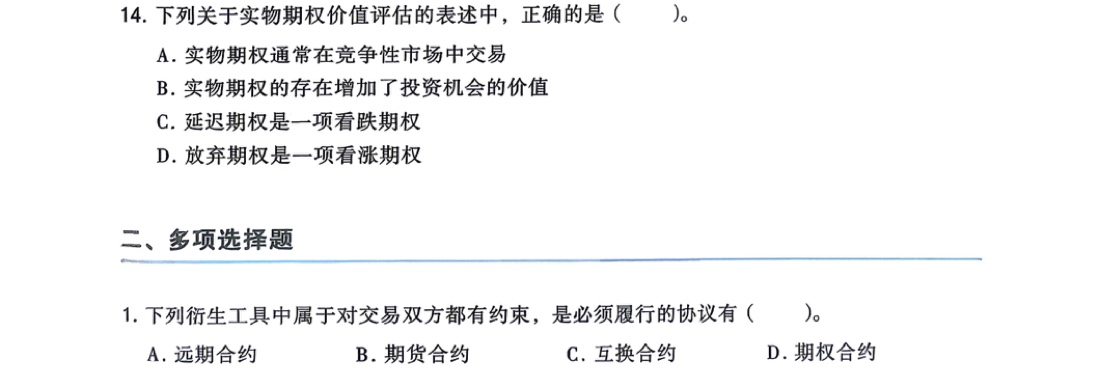 14. 下列关于实物期权价值评估的表述中，正确的是（　　）。
A. 实物期权通常在竞争性市场中交易
B. 实物期权的存在增加了投资机会的价值
C. 延迟期权是一项看跌期权
D. 放弃期权是一项看涨期权
二、多项选择题
1. 下列衍生工具中属于对交易双方都有约束，是必须履行的协议有（　　）。
A. 远期合约　B. 期货合约　C. 互换合约　D. 期权合约